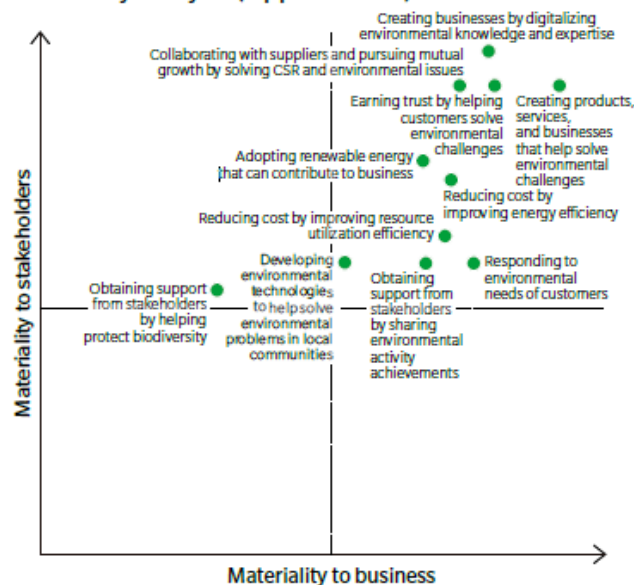 Creating businesses by digitalizing
environmental knowledge and expertise
Collaborating with suppliers and pursuing mutual
growth by solving CSR and environmental issues
Earning trust by helping
customers solve
environmental
challenges
Creating products,
services,
and businesses
that help solve
environmental
challenges
Adopting renewable energy
that can contribute to business
Reducing cost by
improving energy efficiency
Reducing cost by improving resource
utilization efficiency
Developing
environmental
technologies
to help solve
environmental
problems in local
communities
Obtaining
support from
stakeholders
by sharing
environmental
activity
achievements
Responding to
environmental
needs of customers
Obtaining support
from stakeholders
by helping
protect biodiversity
Materiality to stakeholders
Materiality to business